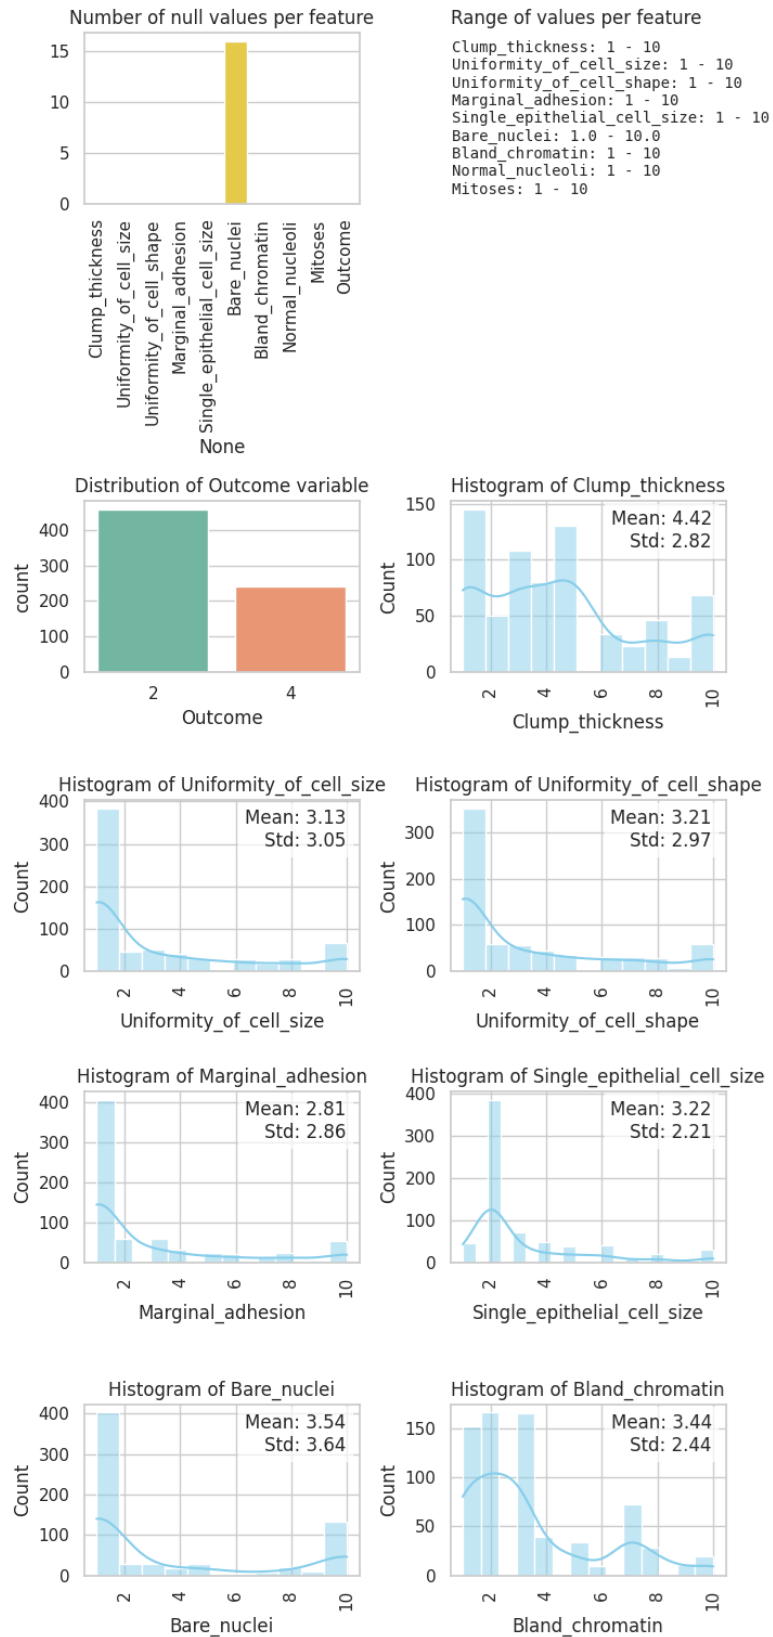 Number of null values per feature
15
10
5
0
Clump_thickness
Uniformity_of_cell_size
Uniformity_of_cell_shape
Marginal_adhesion
Single_epithelial_cell_size
Bare_nuclei
Bland_chromatin
Normal_nucleoli
Mitoses
Outcome
None
Range of values per feature
Clump_thickness: 1 - 10
Uniformity_of_cell_size: 1 - 10
Uniformity_of_cell_shape: 1 - 10
Marginal_adhesion: 1 - 10
Single_epithelial_cell_size: 1 - 10
Bare_nuclei: 1.0 - 10.0
Bland_chromatin: 1 - 10
Normal_nucleoli: 1 - 10
Mitoses: 1 - 10
Distribution of Outcome variable
count
400
300
200
100
0
2 4
Outcome
Histogram of Clump_thickness
Mean: 4.42
Std: 2.82
Count
150
100
50
0
2 4 6 8 10
Clump_thickness
Histogram of Uniformity_of_cell_size
Mean: 3.13
Std: 3.05
Count
400
300
200
100
0
2 4 6 8 10
Uniformity_of_cell_size
Histogram of Uniformity_of_cell_shape
Mean: 3.21
Std: 2.97
Count
300
200
100
0
2 4 6 8 10
Uniformity_of_cell_shape
Histogram of Marginal_adhesion
Mean: 2.81
Std: 2.86
Count
400
300
200
100
0
2 4 6 8 10
Marginal_adhesion
Histogram of Single_epithelial_cell_size
Mean: 3.22
Std: 2.21
Count
400
300
200
100
0
2 4 6 8 10
Single_epithelial_cell_size
Histogram of Bare_nuclei
Mean: 3.54
Std: 3.64
Count
400
300
200
100
0
2 4 6 8 10
Bare_nuclei
Histogram of Bland_chromatin
Mean: 3.44
Std: 2.44
Count
150
100
50
0
2 4 6 8 10
Bland_chromatin